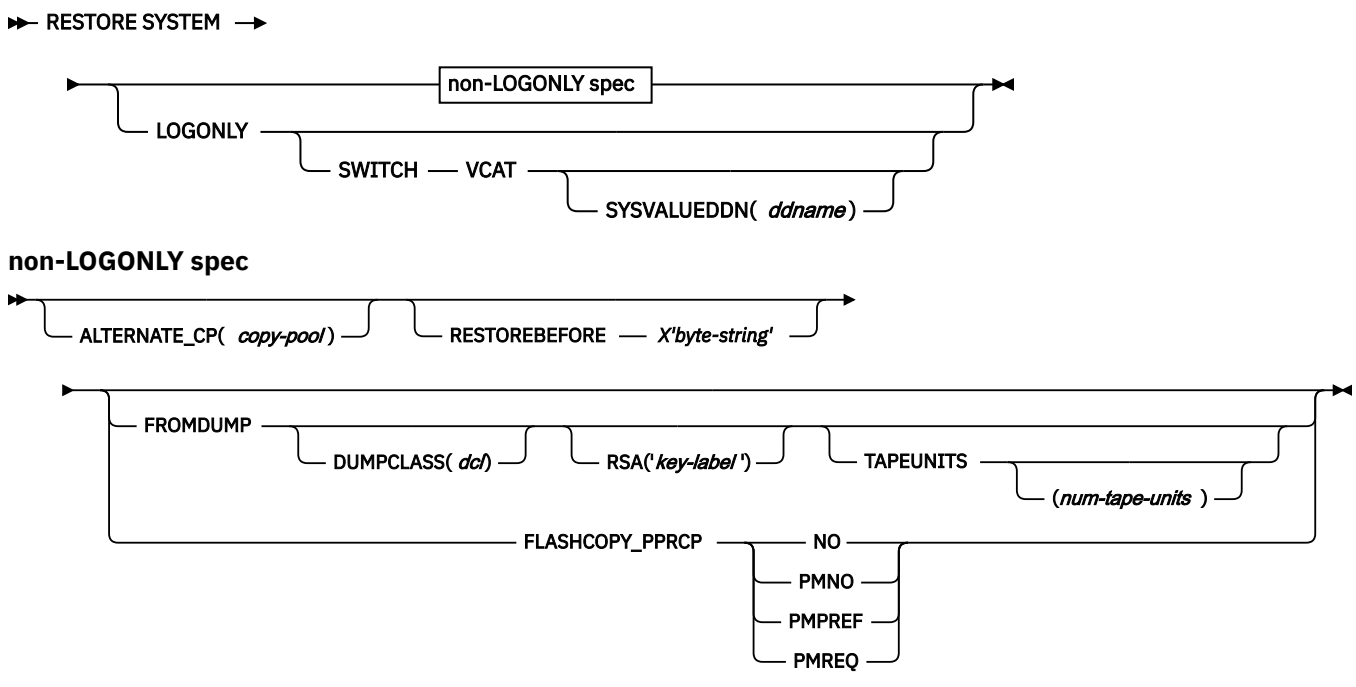 RESTORE SYSTEM
non-LOGONLY spec
LOGONLY
SWITCH VCAT
SYSVALUEDDN( ddname)
non-LOGONLY spec
ALTERNATE_CP( copy-pool) RESTOREBEFORE X'byte-string'
FROMDUMP
DUMPCLASS( dcl) RSA('key-label ') TAPEUNITS
(num-tape-units )
FLASHCOPY_PPRCP NO
PMNO
PMPREF
PMREQ